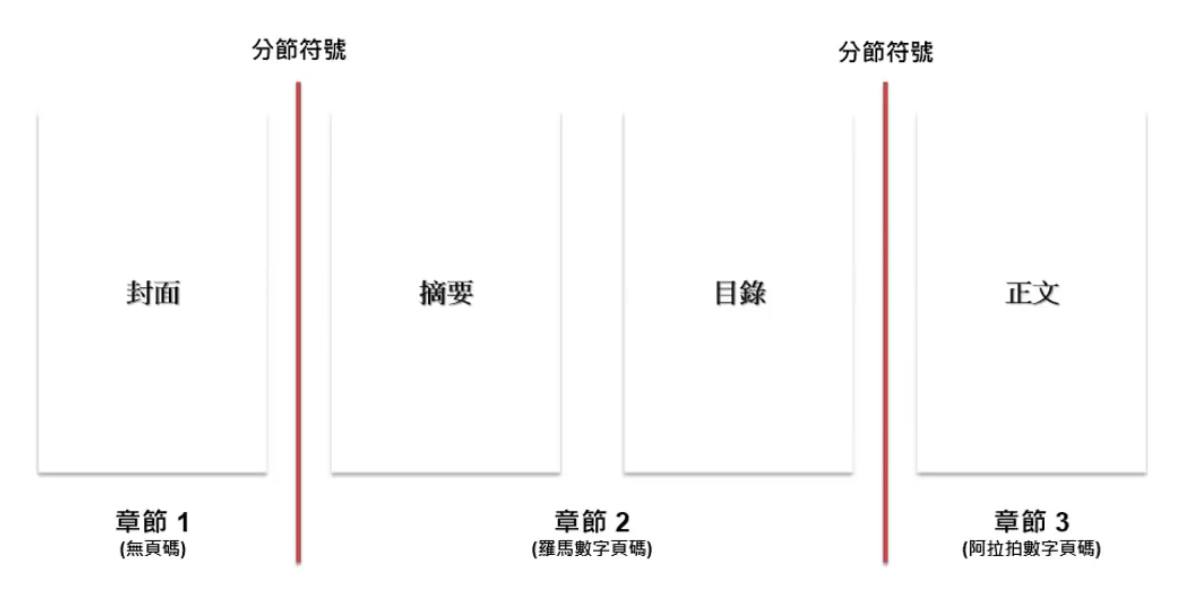 分節符號
分節符號
封面
摘要
目錄
正文
章節 1
(無頁碼)
章節 2
(羅馬數字頁碼)
章節 3
(阿拉拍數字頁碼)